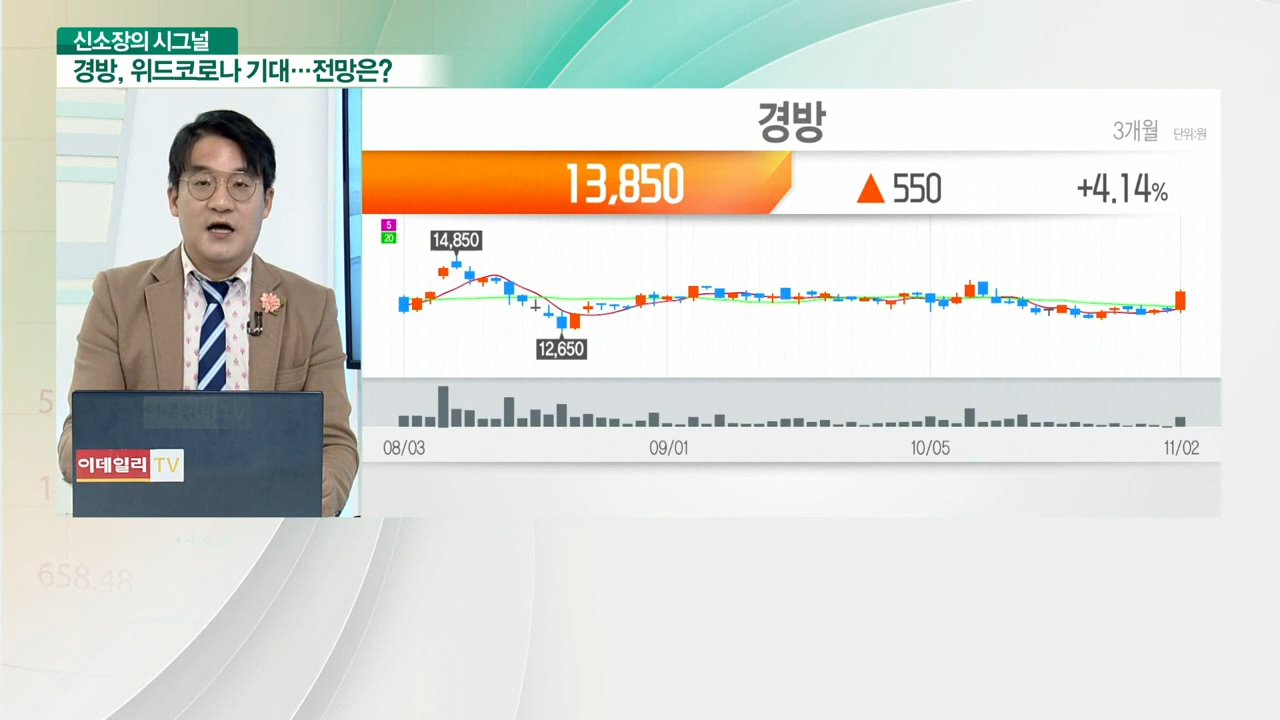 신소장의 시그널
경방, 위드코로나 기대…전망은?
경방
3개월 단위:원
13,850 ▲550 +4.14%
5
20
14,850
12,650
08/03 09/01 10/05 11/02
이데일리TV
658.48